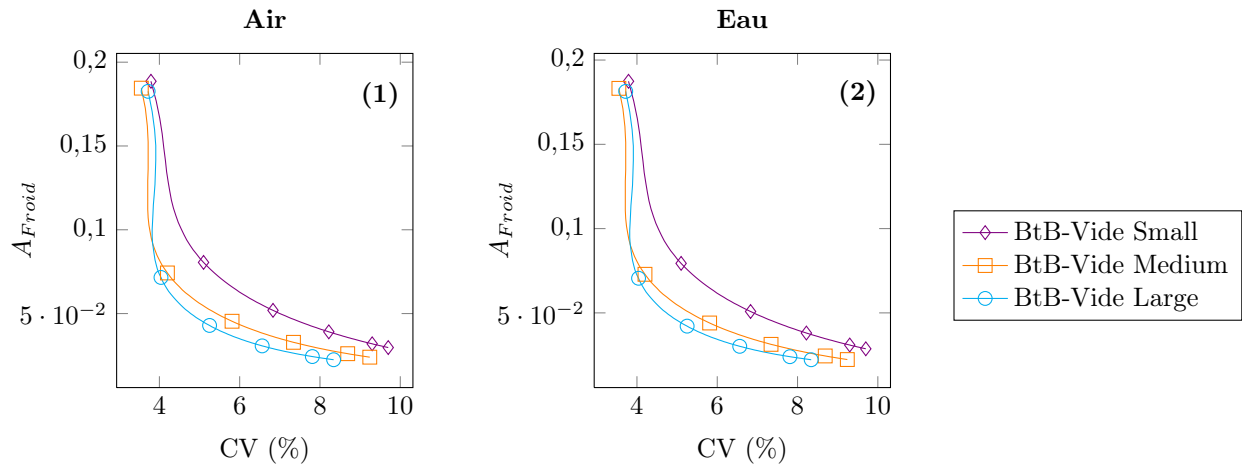 Air
0,2
0,15
0,1
5 · 10⁻²
A_Froid
(1)
4 6 8 10
CV (%)
Eau
0,2
0,15
0,1
5 · 10⁻²
A_Froid
(2)
4 6 8 10
CV (%)
BtB-Vide Small
BtB-Vide Medium
BtB-Vide Large